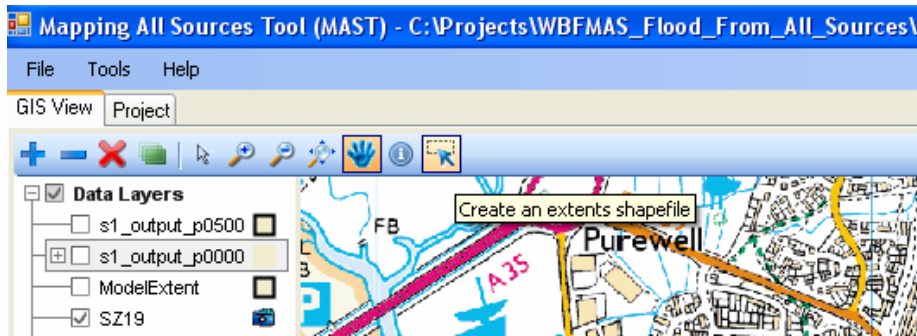 Mapping All Sources Tool (MAST) - C:\Projects\WBFMAS_Flood_From_All_Sources\
File Tools Help
GIS View Project
Data Layers
s1_output_p0500
s1_output_p0000
ModelExtent
SZ19
Create an extents shapefile
FB
Purewell
A 35
P